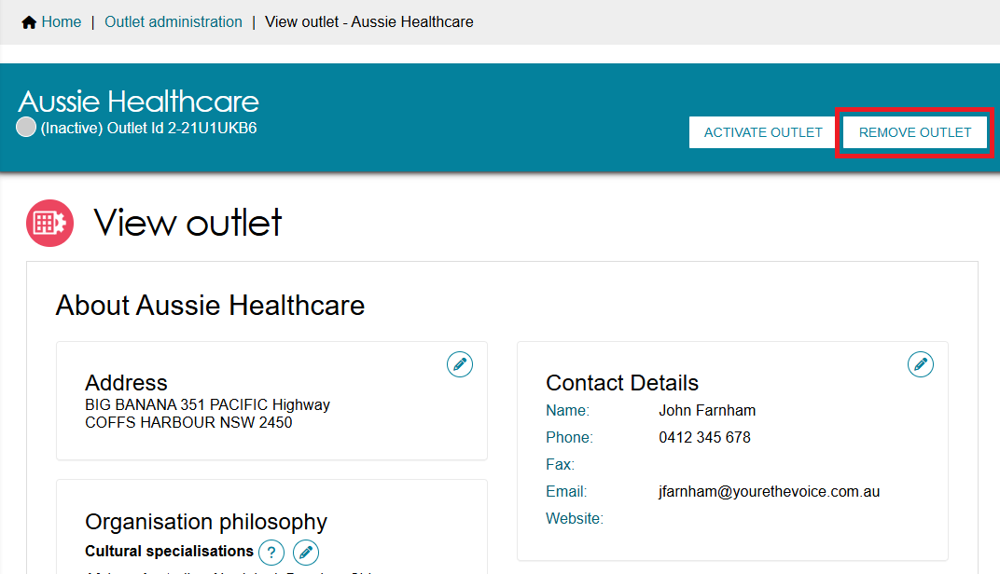 Home | Outlet administration | View outlet - Aussie Healthcare
Aussie Healthcare
(Inactive) Outlet Id 2-21U1UKB6
ACTIVATE OUTLET REMOVE OUTLET
View outlet
About Aussie Healthcare
Address
BIG BANANA 351 PACIFIC Highway
COFFS HARBOUR NSW 2450
Organisation philosophy
Cultural specialisations ?
Contact Details
Name: John Farnham
Phone: 0412 345 678
Fax:
Email: jfarnham@yourethevoice.com.au
Website: